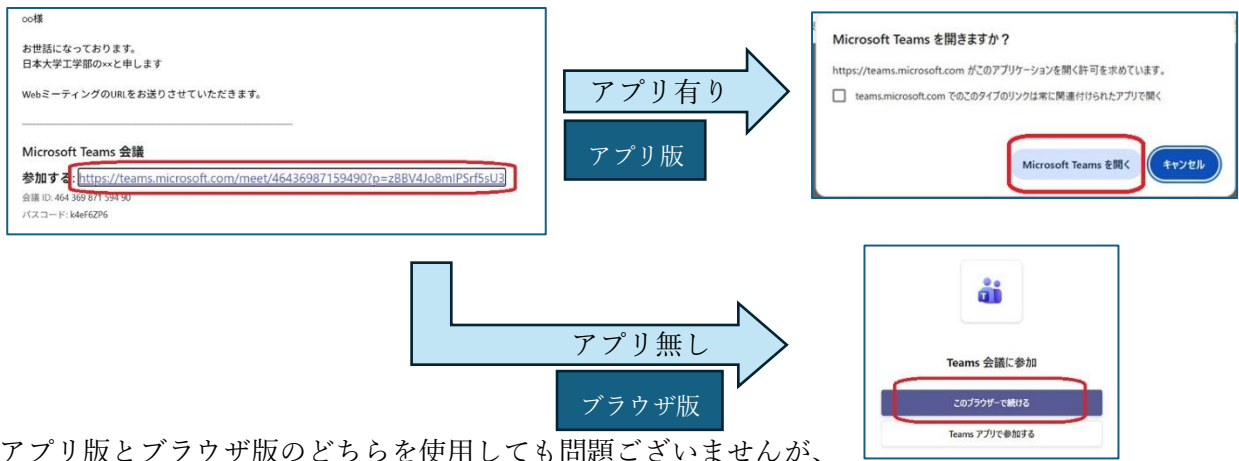 oo様
お世話になっております。
日本大学工学部の××と申します
WebミーティングのURLをお送りさせていただきます。
Microsoft Teams 会議
参加する: https://teams.microsoft.com/meet/46436987159490?p=zBBV4Jo8mIPSrf5sU3
会議 ID: 464 369 871 594 90
パスコード: k4eF6ZP6
アプリ有り
アプリ版
Microsoft Teams を開きますか？
https://teams.microsoft.com がこのアプリケーションを開く許可を求めています。
teams.microsoft.com でのこのタイプのリンクは常に関連付けられたアプリで開く
Microsoft Teams を開く
キャンセル
アプリ無し
ブラウザ版
Teams 会議に参加
このブラウザーで続ける
Teams アプリで参加する
アプリ版とブラウザ版のどちらを使用しても問題ございませんが、